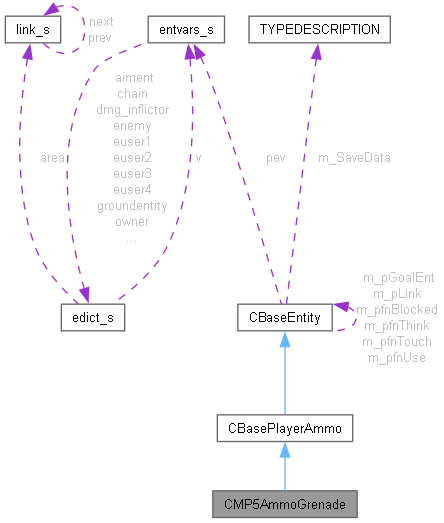 link_s
next
prev
entvars_s
TYPEDESCRIPTION
aiment
chain
dmg_inflictor
enemy
euser1
euser2
euser3
euser4
groundentity
owner
...
area
v
pev
m_SaveData
edict_s
CBaseEntity
m_pGoalEnt
m_pLink
m_pfnBlocked
m_pfnThink
m_pfnTouch
m_pfnUse
CBasePlayerAmmo
CMP5AmmoGrenade